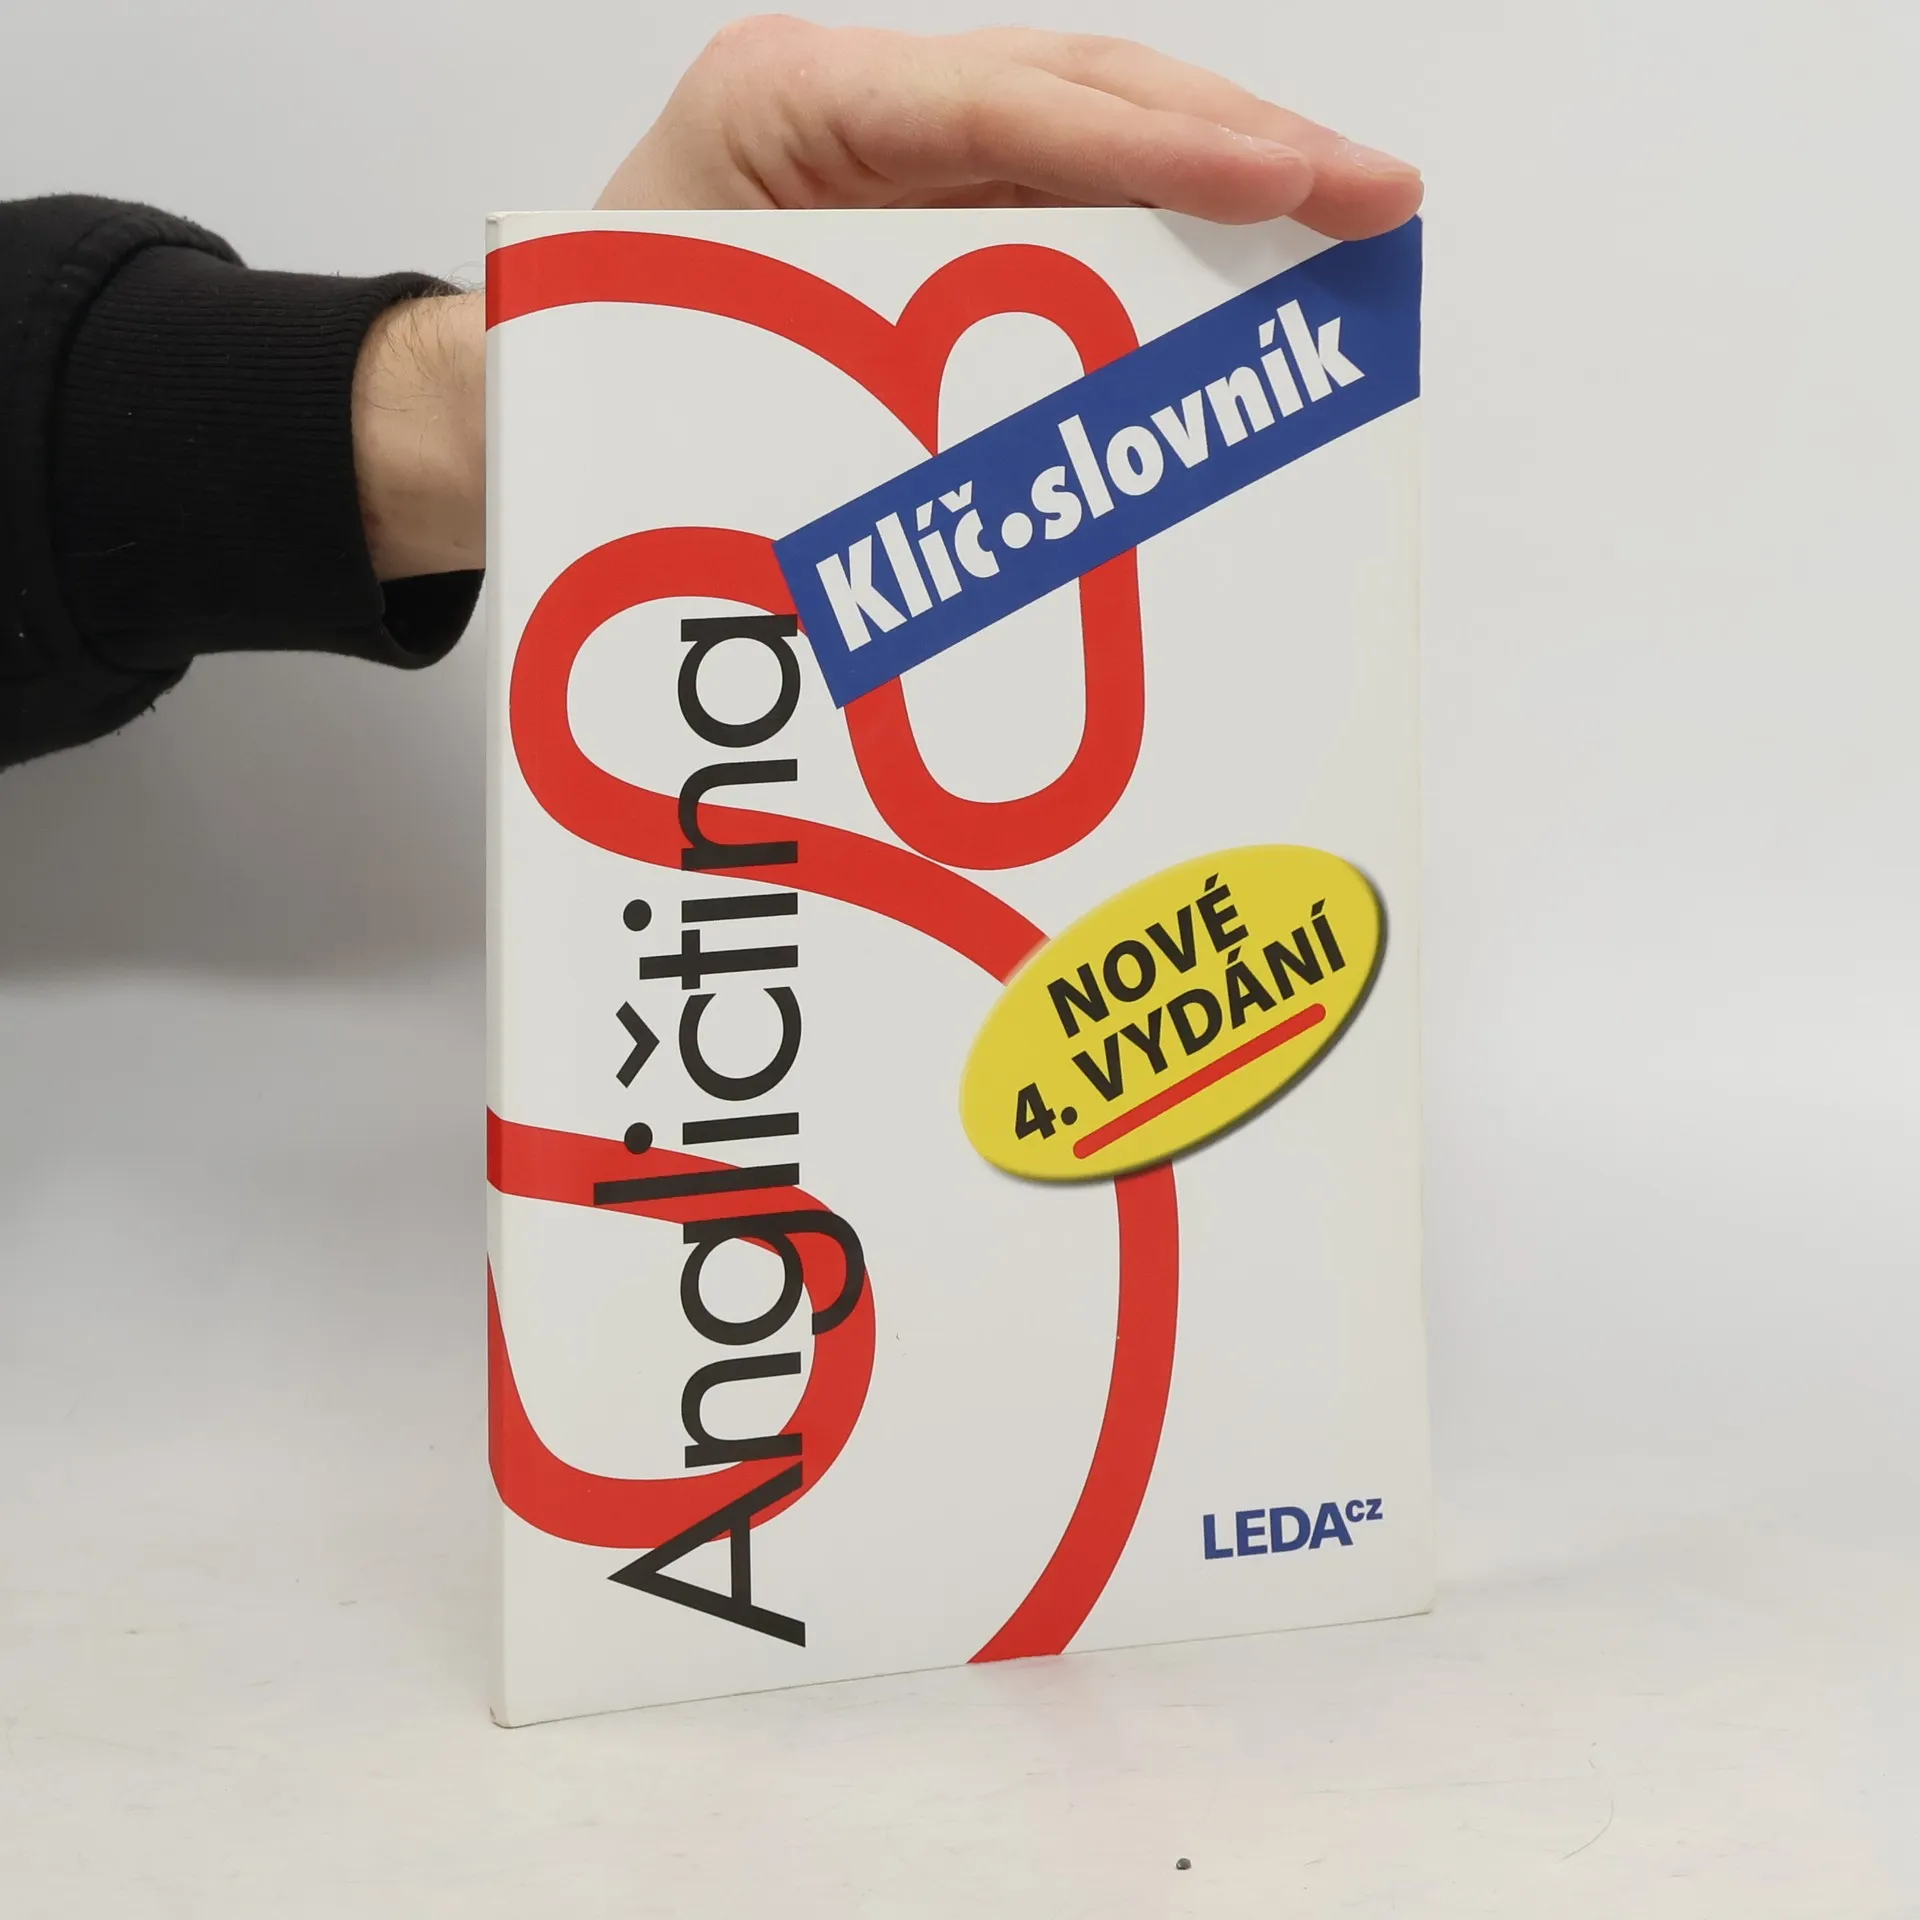 Klíč•slovník
Angličtina
NOVÉ
4. VYDÁNÍ
LEDAcz